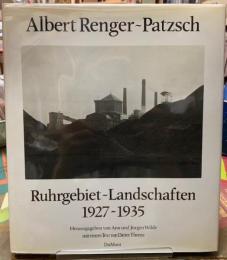 Albert Renger-Patzsch
Ruhrgebiet-Landschaften
1927-1935
Herausgegeben von Ann und Jürgen Wilde
mit einem Text von Dieter Thoma
DuMont